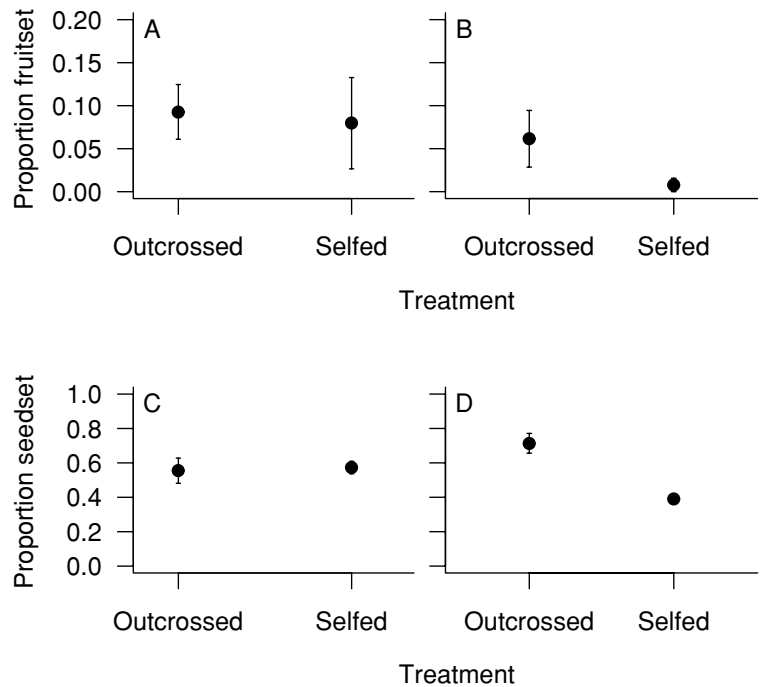 Proportion fruitset
0.20
0.15
0.10
0.05
0.00
A
B
Outcrossed Selfed Outcrossed Selfed
Treatment
Proportion seedset
1.0
0.8
0.6
0.4
0.2
0.0
C
D
Outcrossed Selfed Outcrossed Selfed
Treatment